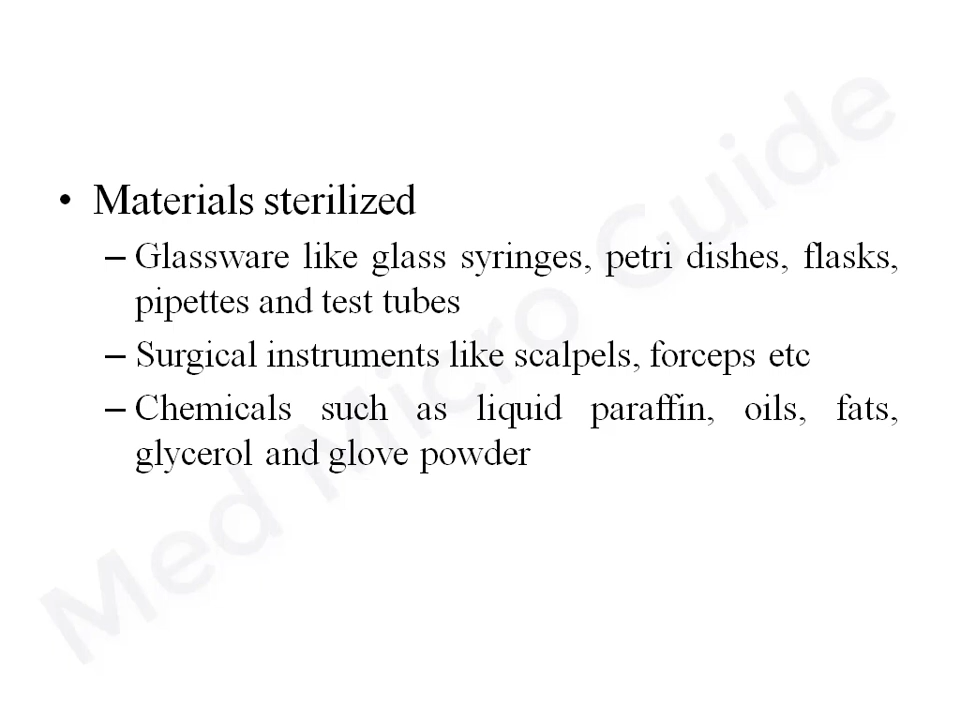 • Materials sterilized
– Glassware like glass syringes, petri dishes, flasks,
pipettes and test tubes
– Surgical instruments like scalpels, forceps etc
– Chemicals such as liquid paraffin, oils, fats,
glycerol and glove powder
Med Micro Guide